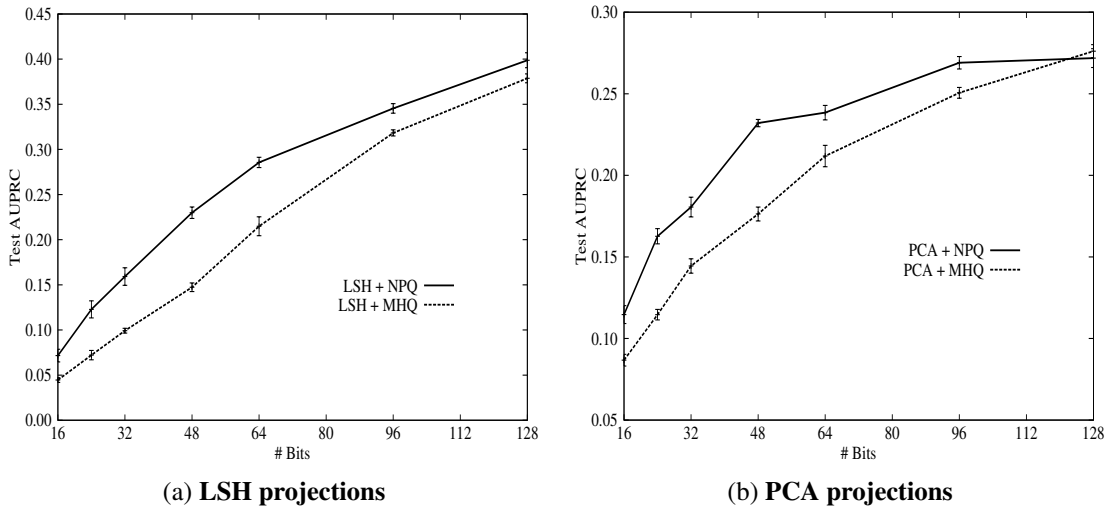 0.45
0.40
0.35
0.30
0.25
0.20
0.15
0.10
0.05
0.00
Test AUPRC
LSH + NPQ
LSH + MHQ
16 32 48 64 80 96 112 128
# Bits
(a) LSH projections
0.30
0.25
0.20
0.15
0.10
0.05
Test AUPRC
PCA + NPQ
PCA + MHQ
16 32 48 64 80 96 112 128
# Bits
(b) PCA projections